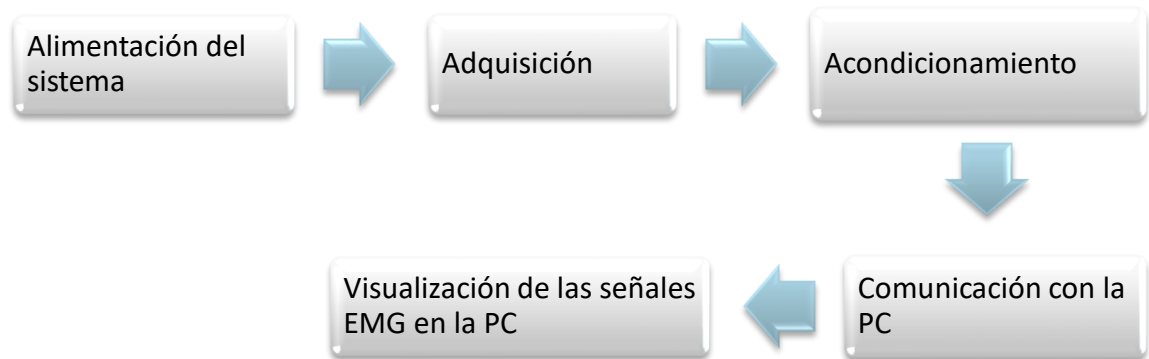 Alimentación del
sistema
Adquisición
Acondicionamiento
Comunicación con la
PC
Visualización de las señales
EMG en la PC